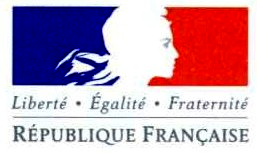 Liberté • Égalité • Fraternité
RÉPUBLIQUE FRANÇAISE